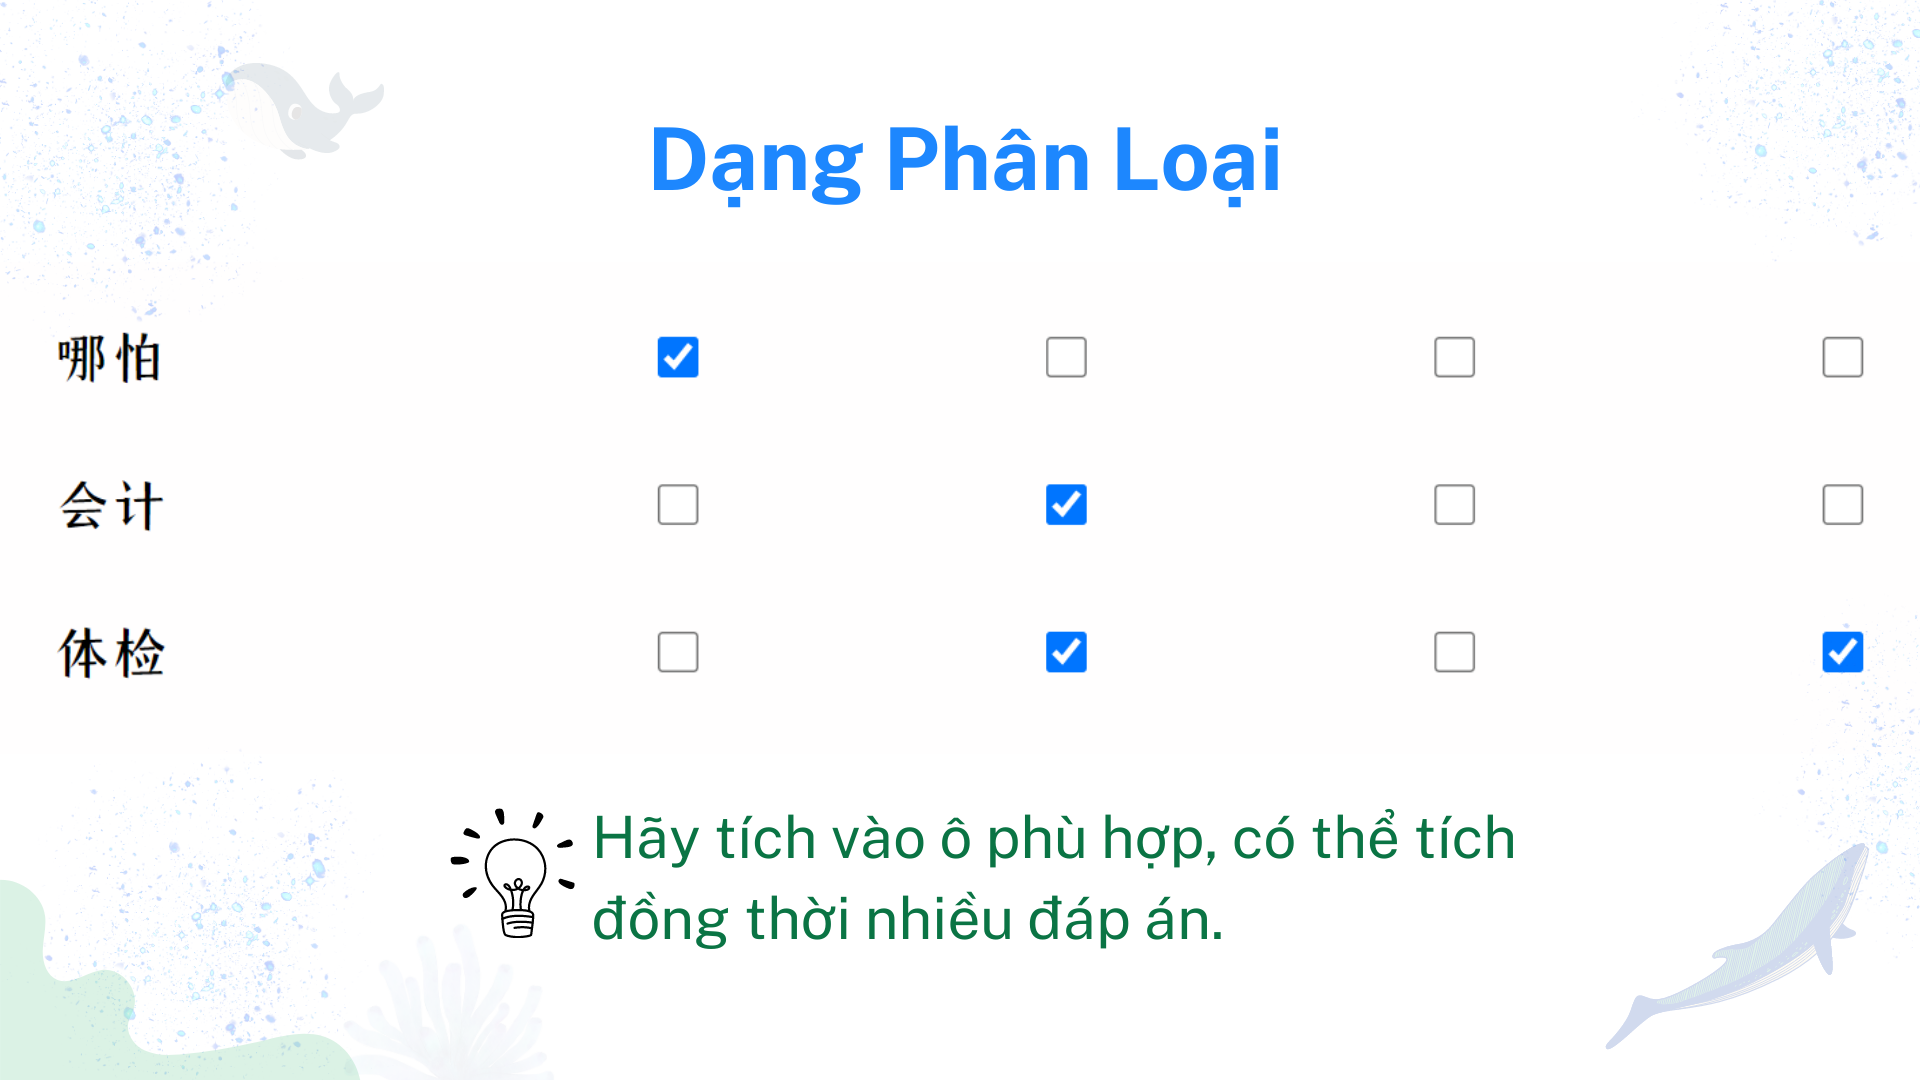 Dạng Phân Loại
哪怕
会计
体检
Hãy tích vào ô phù hợp, có thể tích
đồng thời nhiều đáp án.